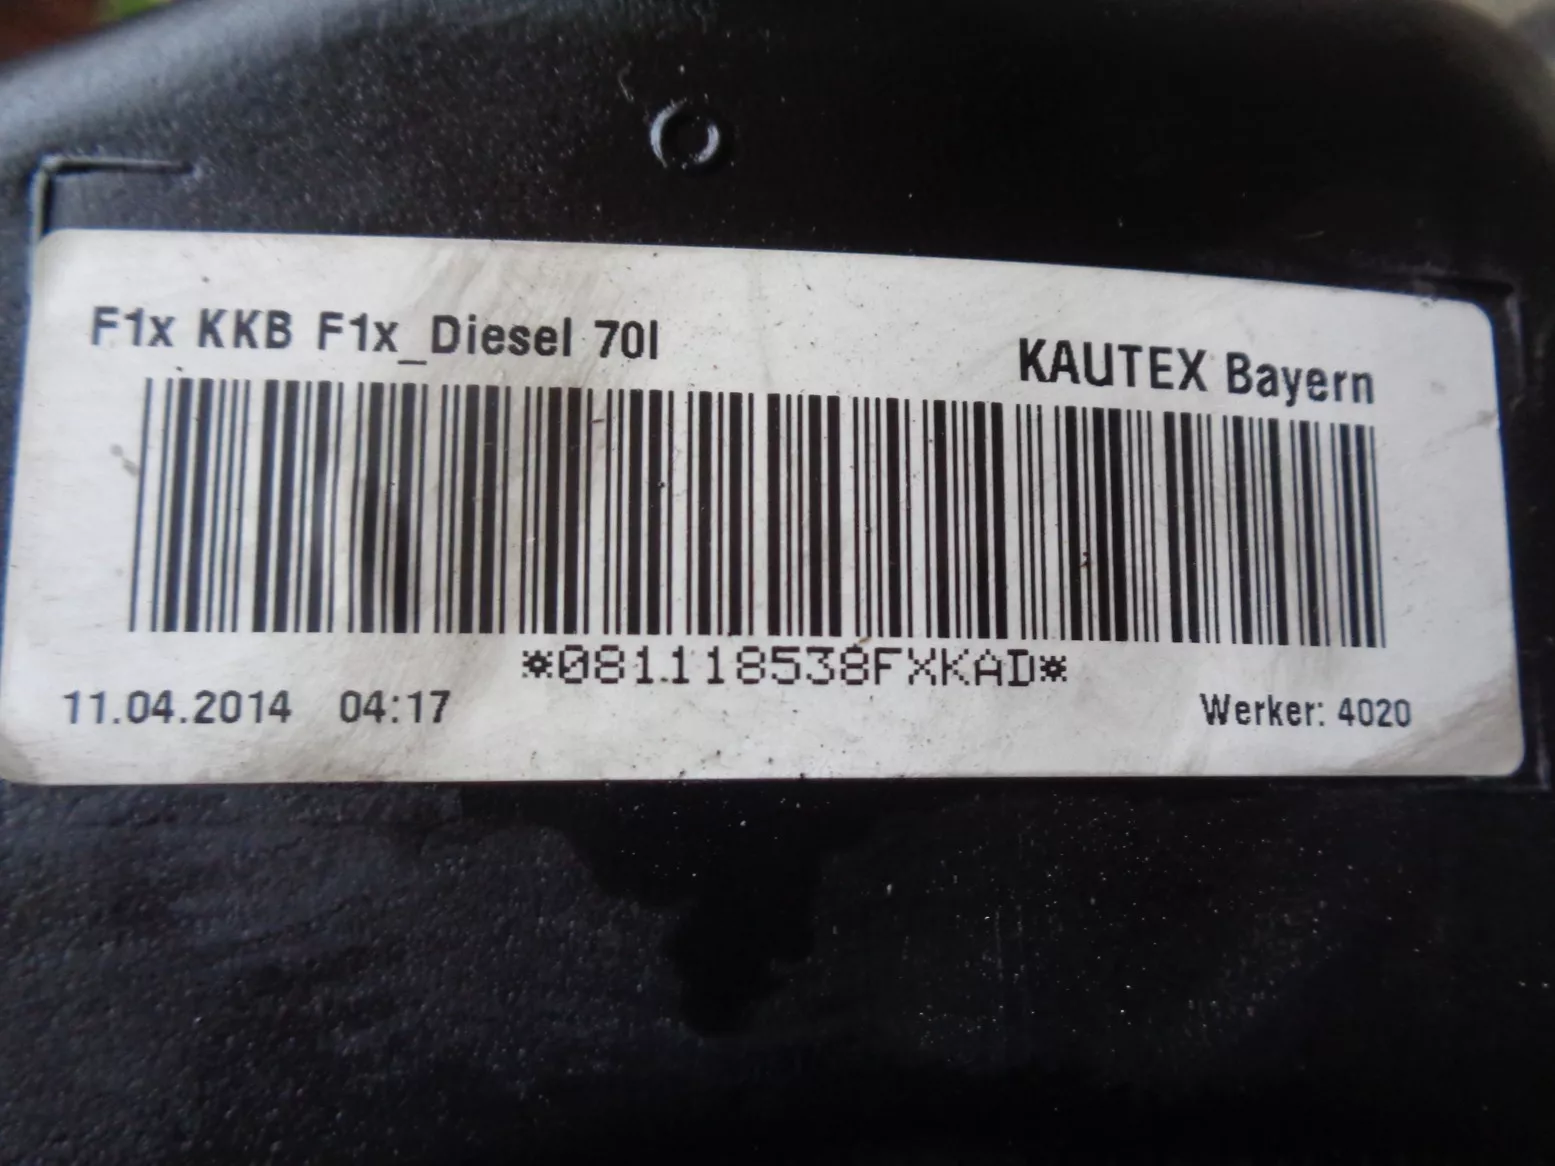 F1x KKB F1x_Diesel 70l
KAUTEX Bayern
*081118538FXKAD*
11.04.2014 04:17
Werker: 4020